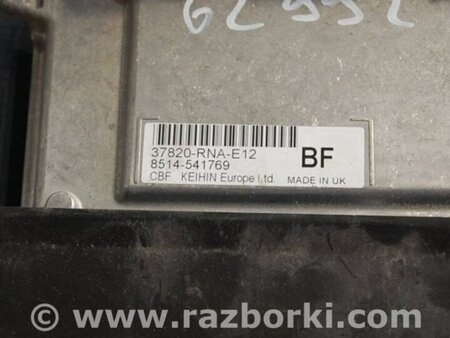 37820-RNA-E12
8514-541769
CBF KEIHIN Europe Ltd.
BF
MADE IN UK
© www.razborki.com